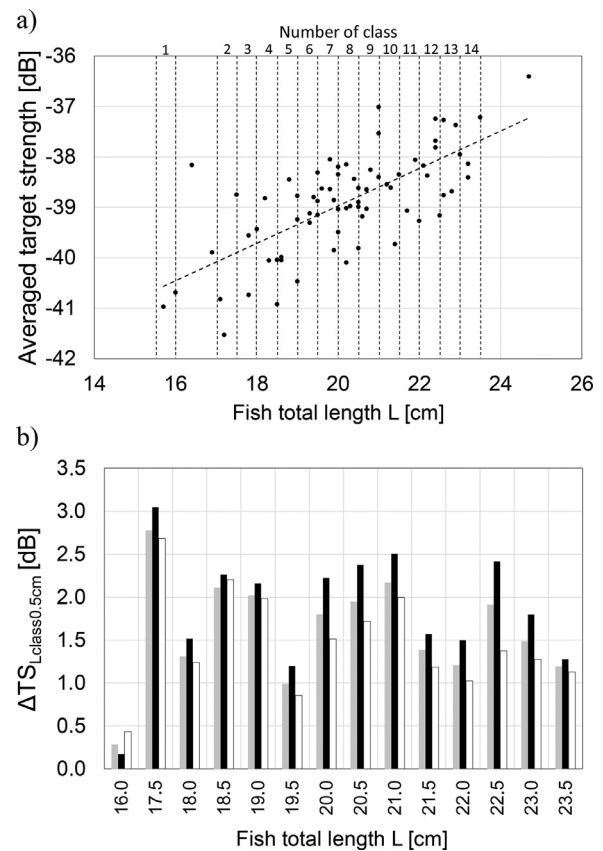 a)
Number of class
1 2 3 4 5 6 7 8 9 10 11 12 13 14
Averaged target strength [dB]
-36
-37
-38
-39
-40
-41
-42
14 16 18 20 22 24 26
Fish total length L [cm]
b)
ΔTS Lclass0.5cm [dB]
3.5
3.0
2.5
2.0
1.5
1.0
0.5
0.0
16.0 17.5 18.0 18.5 19.0 19.5 20.0 20.5 21.0 21.5 22.0 22.5 23.0 23.5
Fish total length L [cm]